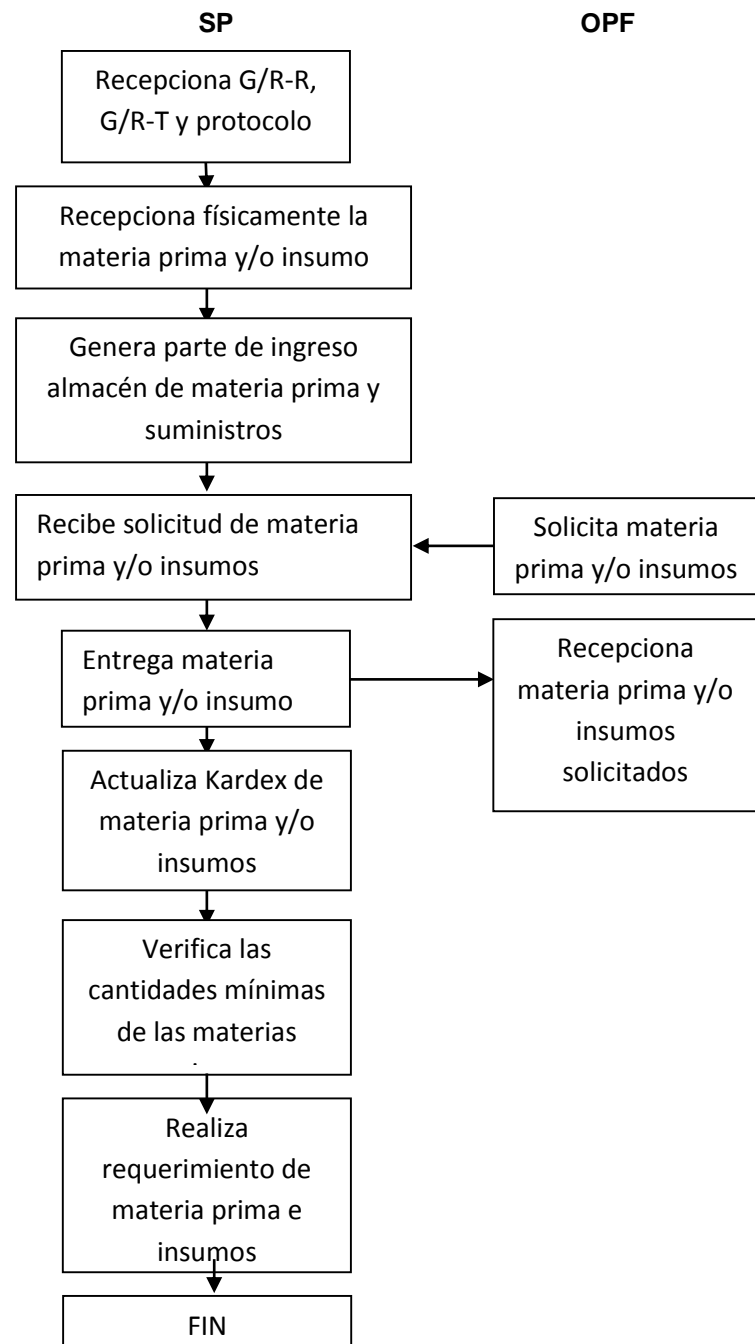 SP
OPF
Recepciona G/R-R,
G/R-T y protocolo
Recepciona físicamente la
materia prima y/o insumo
Genera parte de ingreso
almacén de materia prima y
suministros
Recibe solicitud de materia
prima y/o insumos
Solicita materia
prima y/o insumos
Entrega materia
prima y/o insumo
Recepciona
materia prima y/o
insumos
solicitados
Actualiza Kardex de
materia prima y/o
insumos
Verifica las
cantidades mínimas
de las materias
Realiza
requerimiento de
materia prima e
insumos
FIN